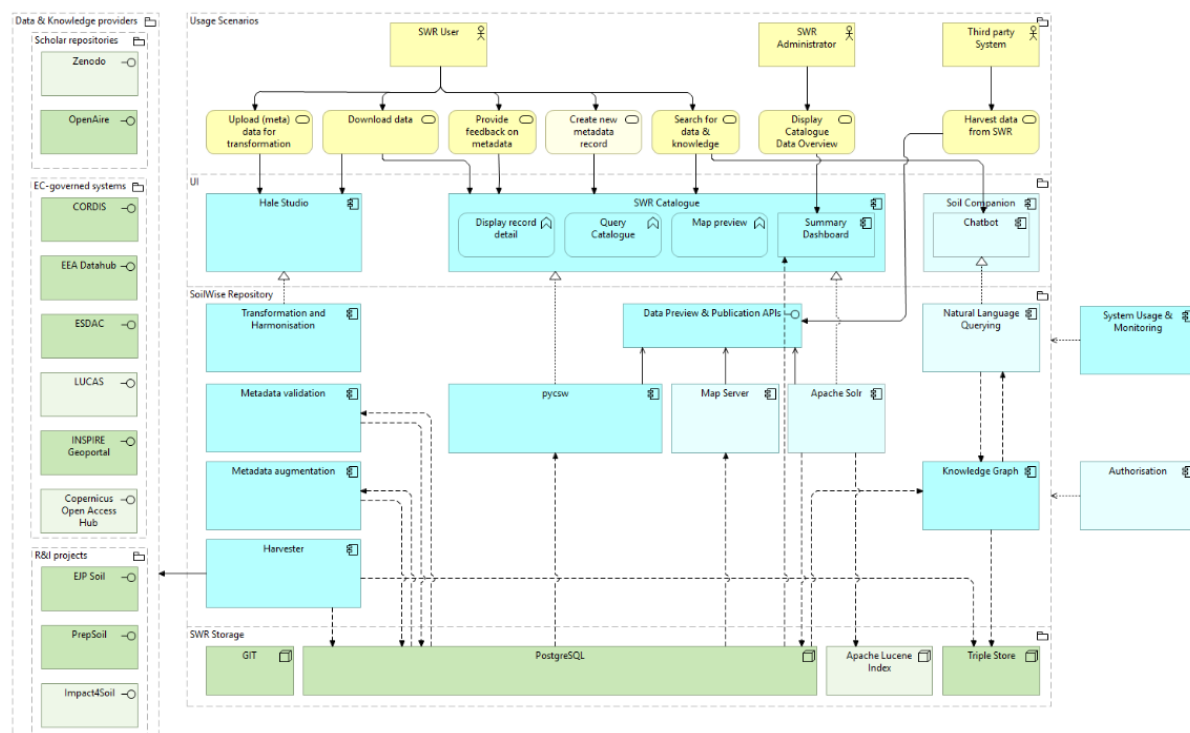 Data & Knowledge providers
Scholar repositories
Zenodo
OpenAire
EC-governed systems
CORDIS
EEA Datahub
ESDAC
LUCAS
INSPIRE
Geoportal
Copernicus
Open Access
Hub
R&I projects
EJP Soil
PrepSoil
Impact4Soil
Usage Scenarios
SWR User
SWR
Administrator
Third party
System
Upload (meta)
data for
transformation
Download data
Provide
feedback on
metadata
Create new
metadata
record
Search for
data &
knowledge
Display
Catalogue
Data Overview
Harvest data
from SWR
UI
Hale Studio
SWR Catalogue
Display record
detail
Query
Catalogue
Map preview
Summary
Dashboard
Soil Companion
Chatbot
SoilWise Repository
Transformation and
Harmonisation
Data Preview & Publication APIs
Natural Language
Querying
System Usage &
Monitoring
Metadata validation
pycsw
Map Server
Apache Solr
Metadata augmentation
Knowledge Graph
Authorisation
Harvester
SWR Storage
GIT
PostgreSQL
Apache Lucene
Index
Triple Store